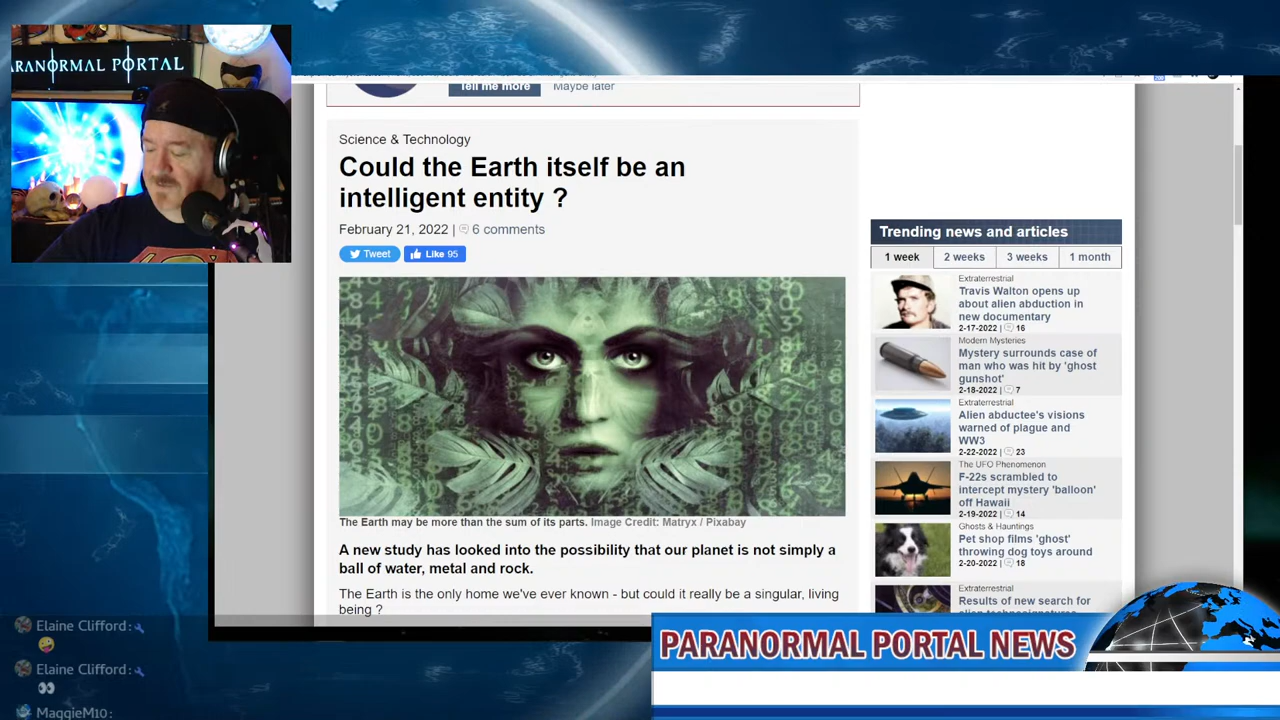 PARANORMAL PORTAL
Tell me more
Maybe later
Science & Technology
Could the Earth itself be an
intelligent entity ?
February 21, 2022 | 6 comments
Tweet
Like 95
The Earth may be more than the sum of its parts. Image Credit: Matryx / Pixabay
A new study has looked into the possibility that our planet is not simply a
ball of water, metal and rock.
The Earth is the only home we've ever known - but could it really be a singular, living
being ?
Trending news and articles
1 week
2 weeks
3 weeks
1 month
Extraterrestrial
Travis Walton opens up
about alien abduction in
new documentary
2-17-2022 | 16
Modern Mysteries
Mystery surrounds case of
man who was hit by 'ghost
gunshot'
2-18-2022 | 7
Extraterrestrial
Alien abductee's visions
warned of plague and
WW3
2-22-2022 | 23
The UFO Phenomenon
F-22s scrambled to
intercept mystery 'balloon'
off Hawaii
2-19-2022 | 14
Ghosts & Hauntings
Pet shop films 'ghost'
throwing dog toys around
2-20-2022 | 18
Extraterrestrial
Results of new search for
Elaine Clifford:
Elaine Clifford:
MaggieM10:
PARANORMAL PORTAL NEWS